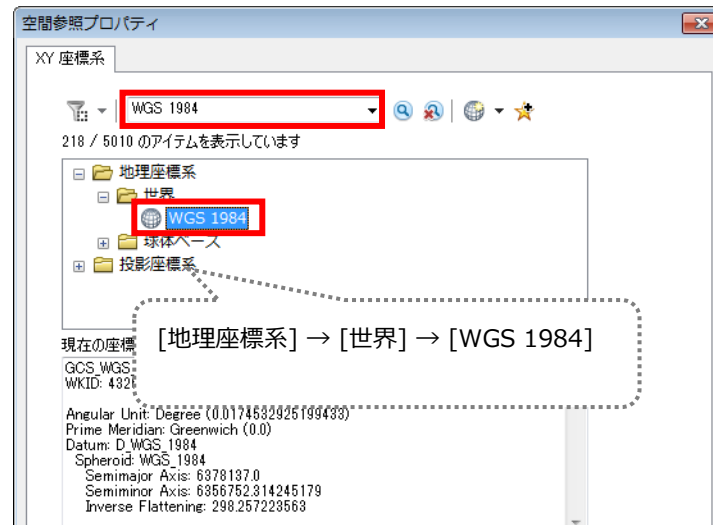 空間参照プロパティ
XY 座標系
WGS 1984
218 / 5010 のアイテムを表示しています
地理座標系
世界
WGS 1984
球体ベース
投影座標系
[地理座標系] → [世界] → [WGS 1984]
現在の座標
GCS_WGS
WKID: 432
Angular Unit: Degree (0.0174532925199433)
Prime Meridian: Greenwich (0.0)
Datum: D_WGS_1984
Spheroid: WGS_1984
Semimajor Axis: 6378137.0
Semiminor Axis: 6356752.314245179
Inverse Flattening: 298.257223563